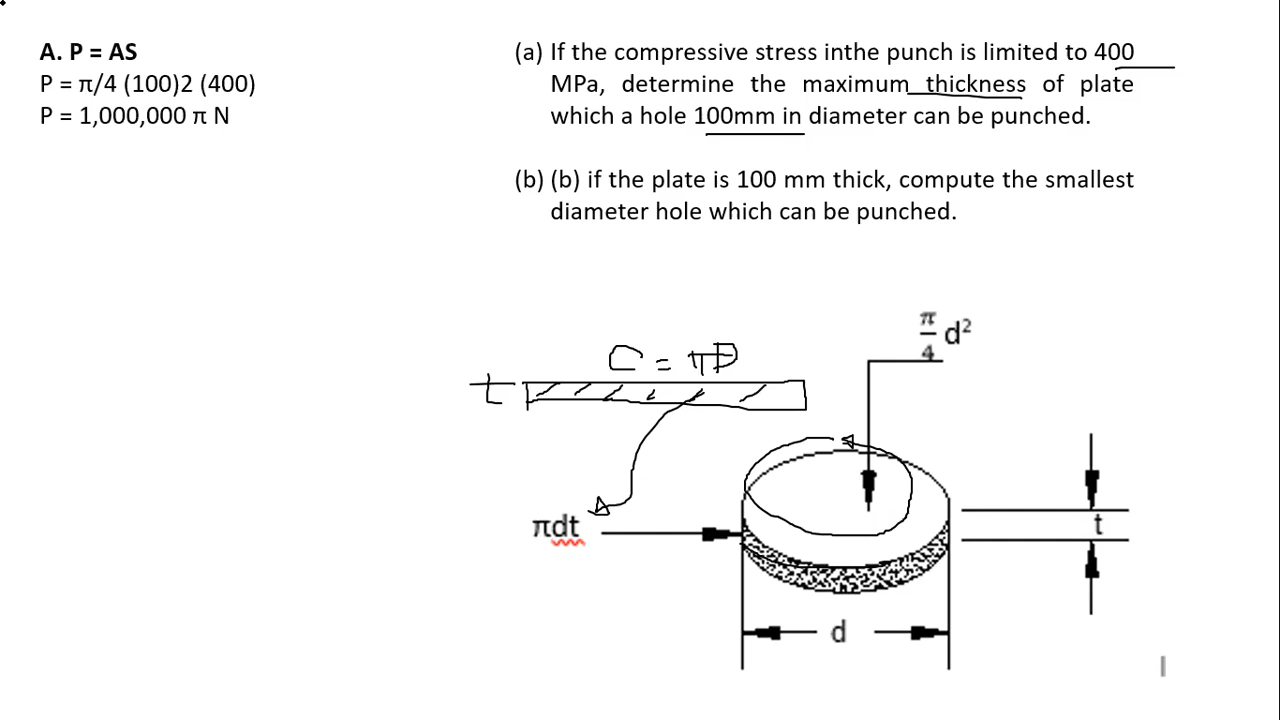 A. P = AS
P = π/4 (100)2 (400)
P = 1,000,000 π N
(a) If the compressive stress inthe punch is limited to 400
MPa, determine the maximum thickness of plate
which a hole 100mm in diameter can be punched.
(b) (b) if the plate is 100 mm thick, compute the smallest
diameter hole which can be punched.
π/4 d²
C = πD
t
πdt
t
d